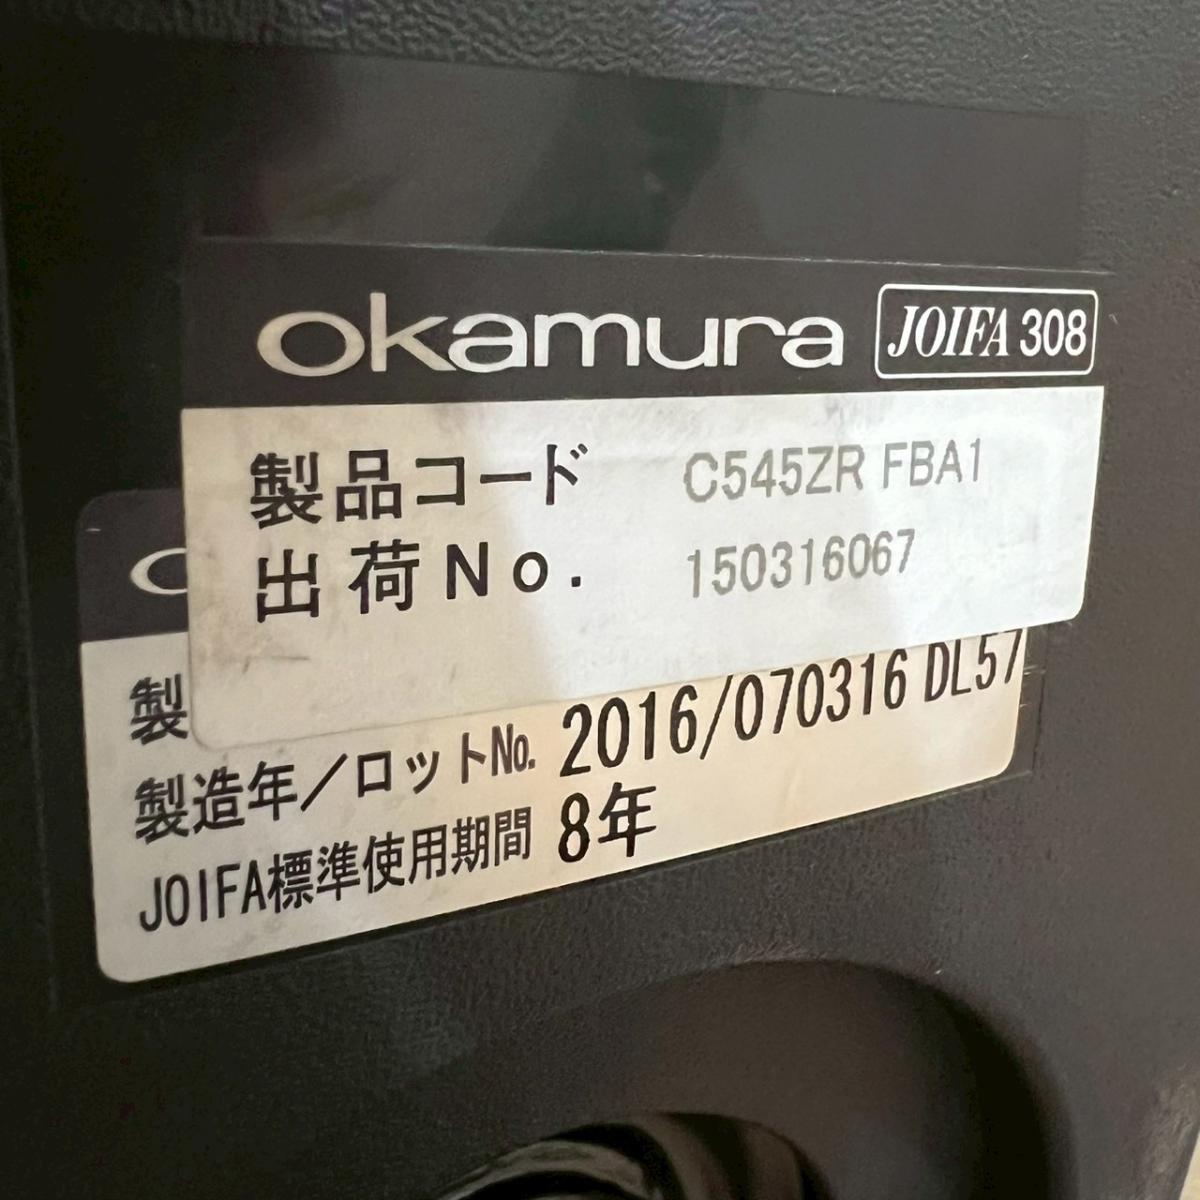 okamura JOIFA 308
製品コード C545ZR FBA1
出荷No. 150316067
製
製造年/ロットNo. 2016/070316 DL57
JOIFA標準使用期間 8年